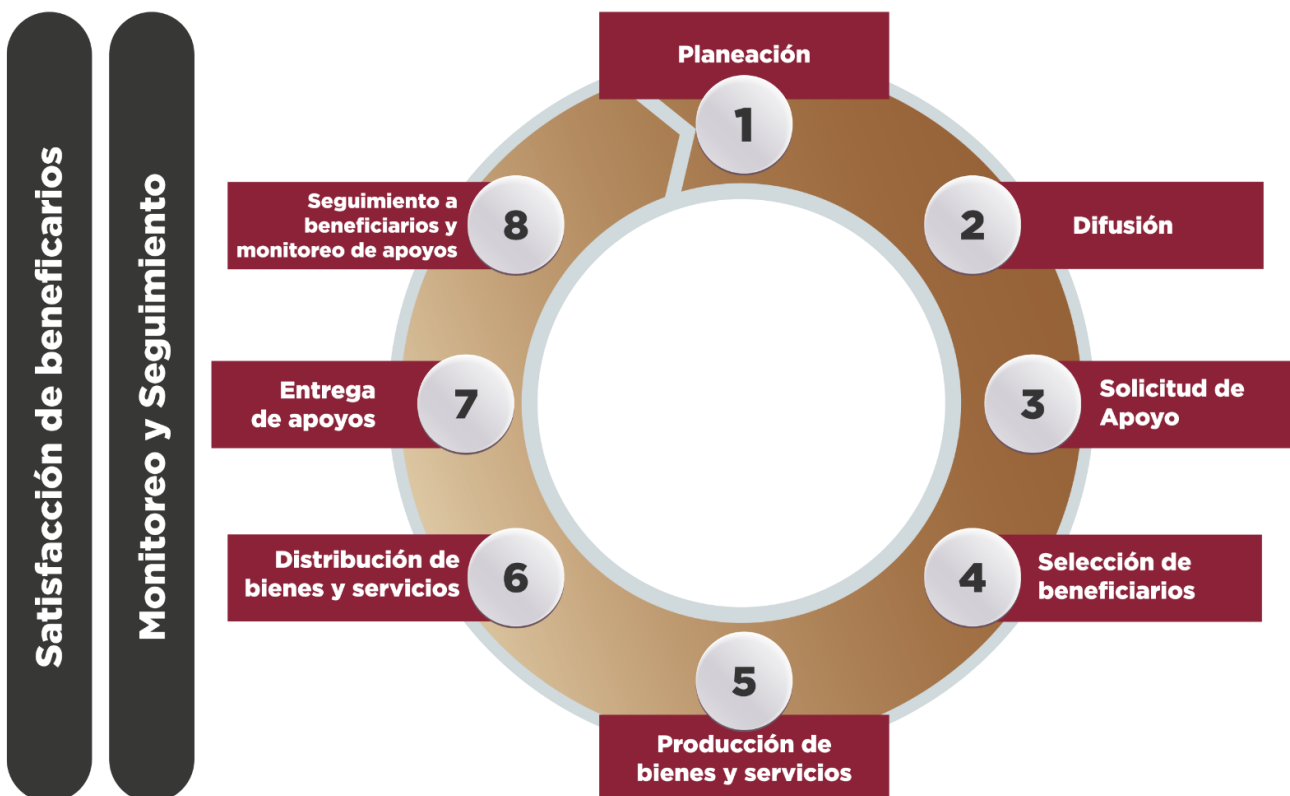 Satisfacción de beneficarios
Monitoreo y Seguimiento
Planeación
1
2
Difusión
3
Solicitud de
Apoyo
4
Selección de
beneficiarios
5
Producción de
bienes y servicios
Distribución de
bienes y servicios
6
Entrega
de apoyos
7
Seguimiento a
beneficiarios y
monitoreo de apoyos
8